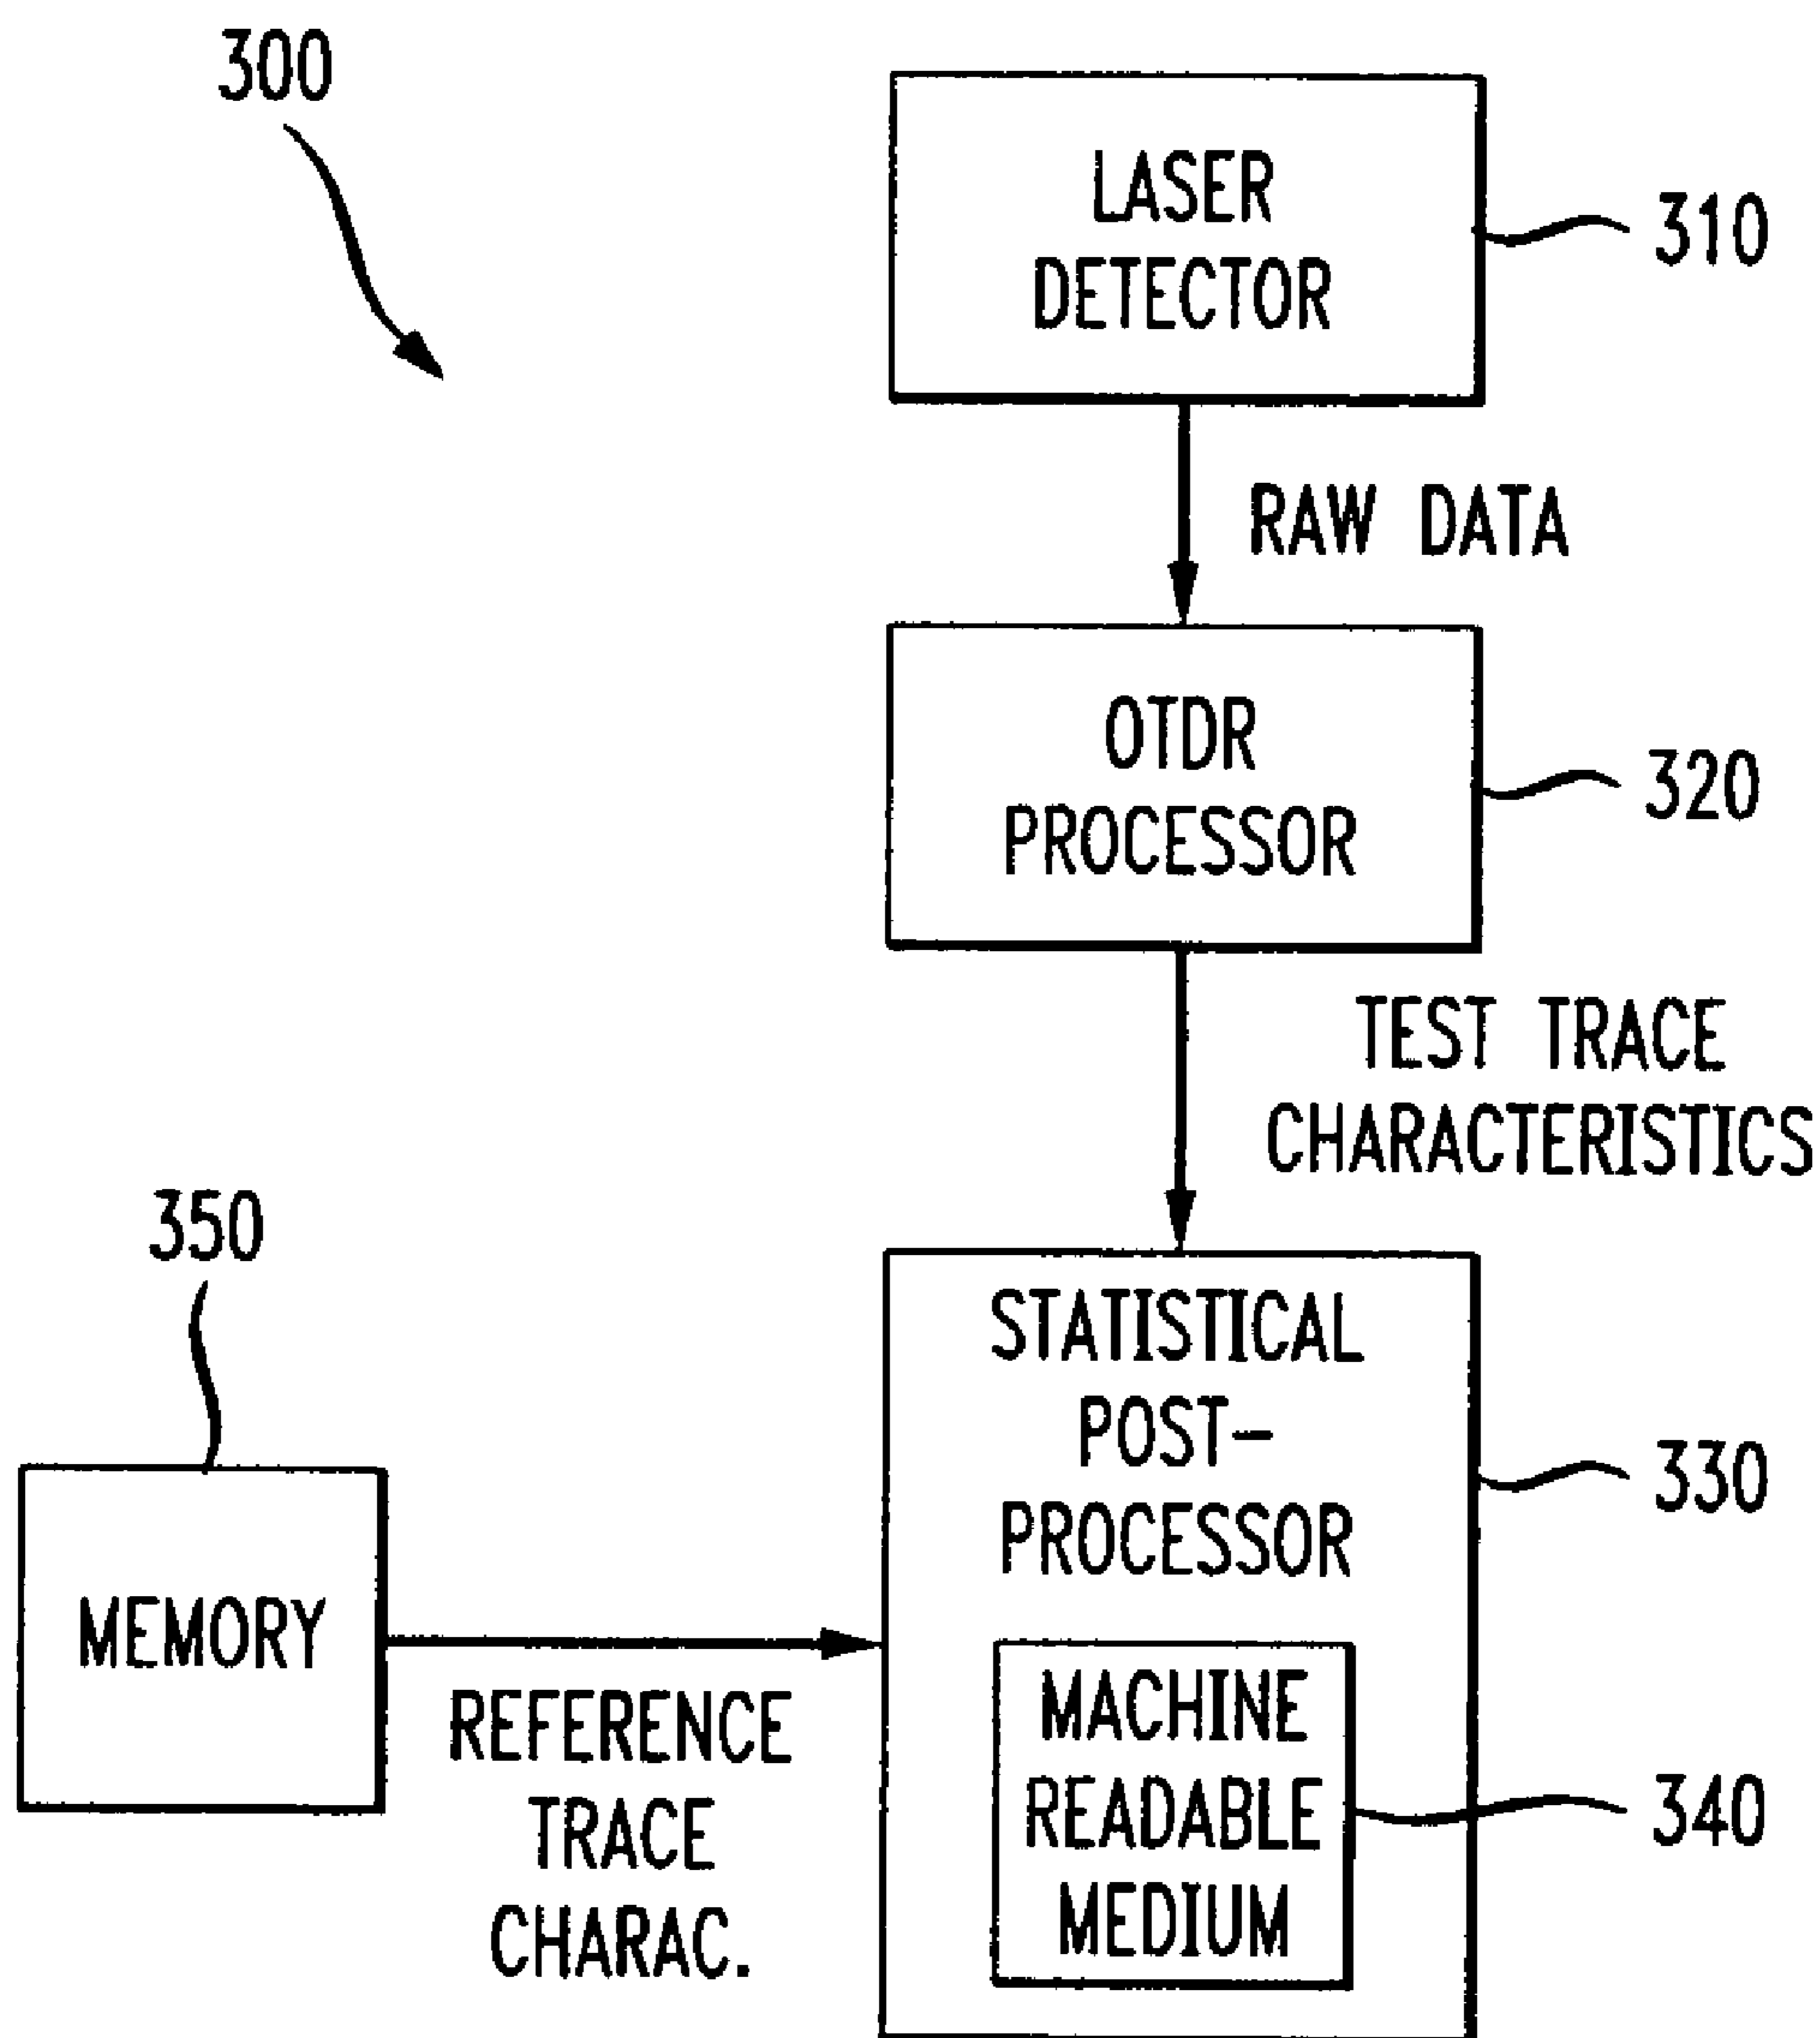 300
LASER
DETECTOR
310
RAW DATA
OTDR
PROCESSOR
320
TEST TRACE
CHARACTERISTICS
350
STATISTICAL
POST-
PROCESSOR
330
MEMORY
REFERENCE
TRACE
CHARAC.
MACHINE
READABLE
MEDIUM
340